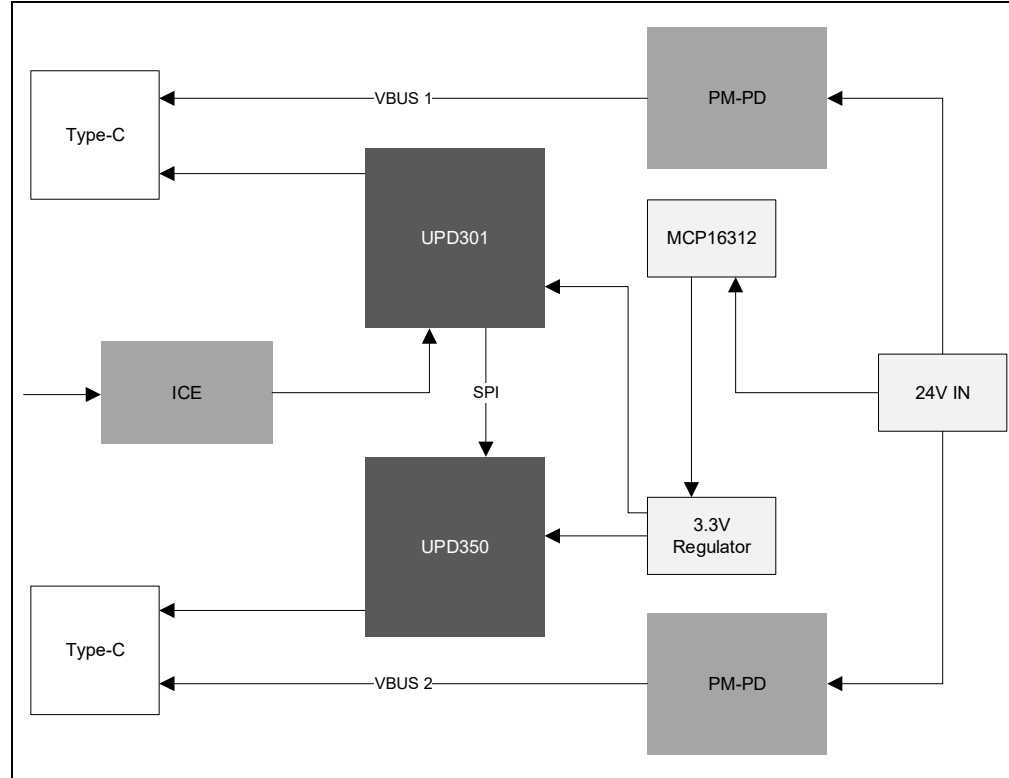 VBUS 1
PM-PD
Type-C
UPD301
MCP16312
ICE
SPI
24V IN
UPD350
3.3V
Regulator
Type-C
VBUS 2
PM-PD